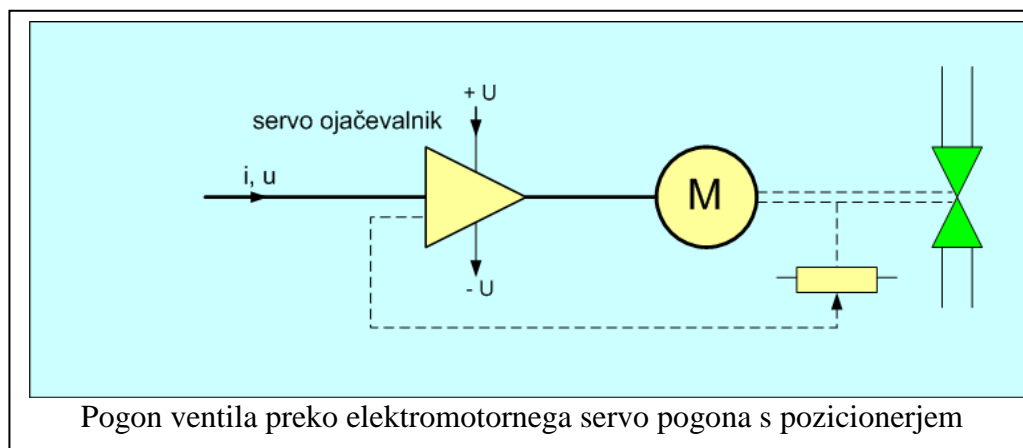 + U
servo ojačevalnik
i, u
M
- U
Pogon ventila preko elektromotornega servo pogona s pozicionerjem